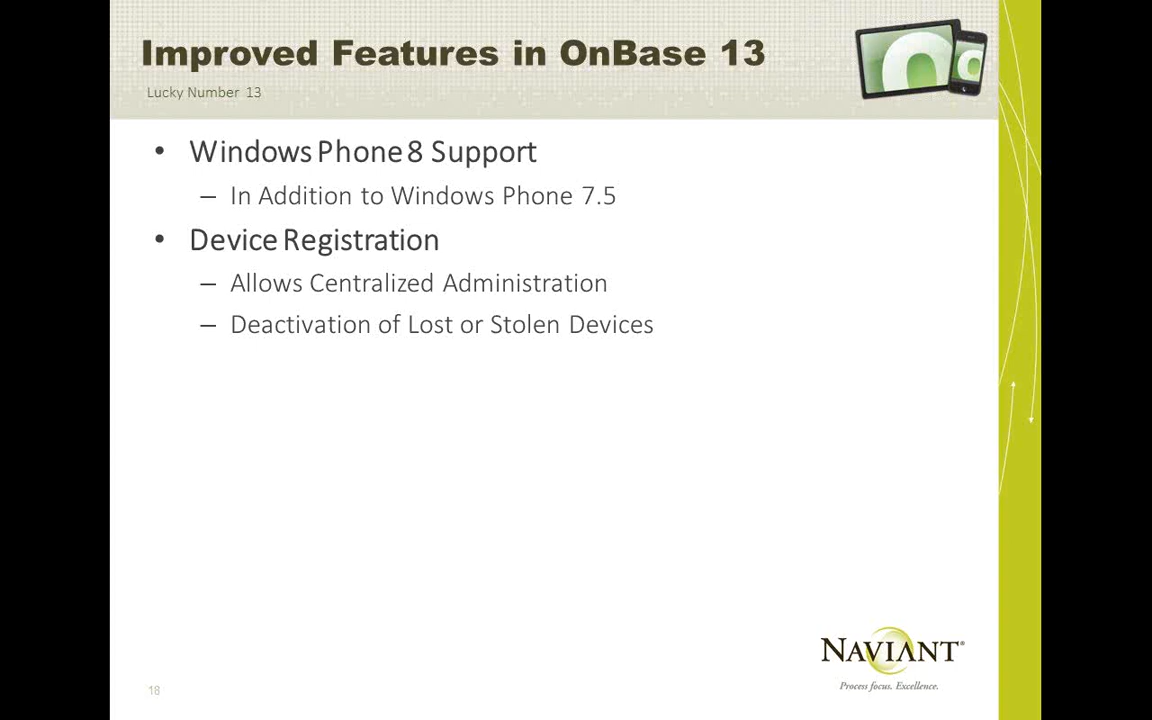 Improved Features in OnBase 13
Lucky Number 13
• Windows Phone 8 Support
– In Addition to Windows Phone 7.5
• Device Registration
– Allows Centralized Administration
– Deactivation of Lost or Stolen Devices
NAVIANT®
Process focus. Excellence.
18